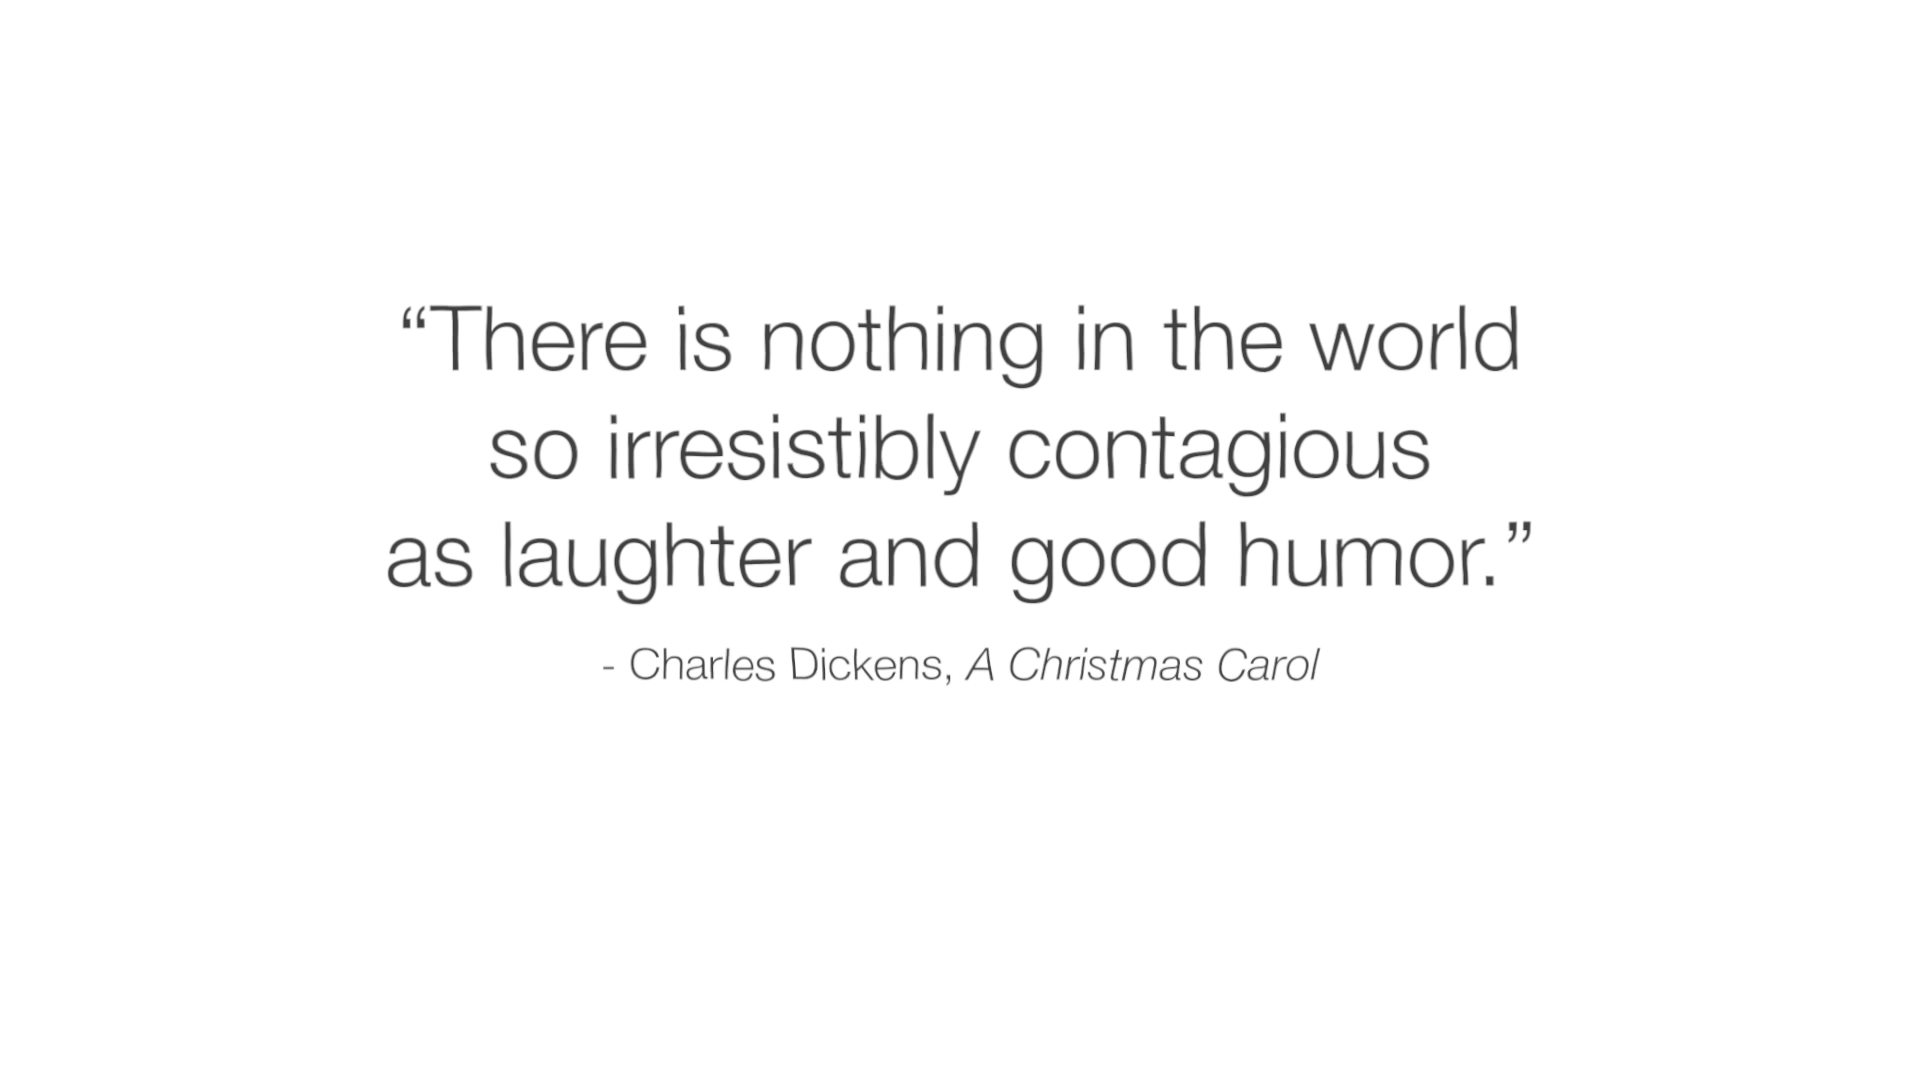 “There is nothing in the world
so irresistibly contagious
as laughter and good humor.”
- Charles Dickens, A Christmas Carol